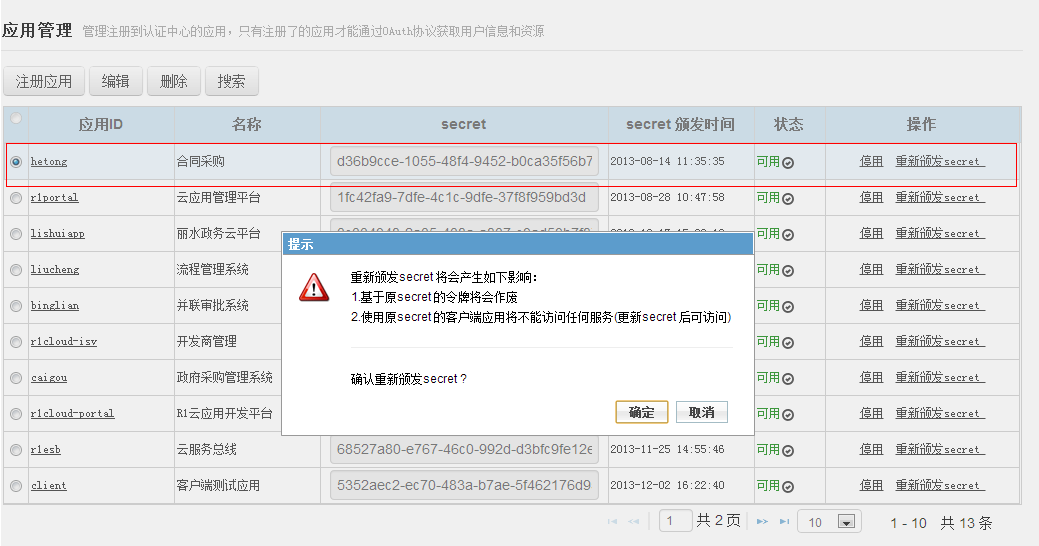 应用管理 管理注册到认证中心的应用，只有注册了的应用才能通过OAuth协议获取用户信息和资源
注册应用 编辑 删除 搜索
应用ID 名称 secret secret 颁发时间 状态 操作
hetong 合同采购 d36b9cce-1055-48f4-9452-b0ca35f56b7 2013-08-14 11:35:35 可用 停用 重新颁发secret
r1portal 云应用管理平台 1fc42fa9-7dfe-4c1c-9dfe-37f8f959bd3d 2013-08-28 10:47:58 可用 停用 重新颁发secret
lishuiapp 丽水政务云平台 可用 停用 重新颁发secret
提示
liucheng 流程管理系统 可用 停用 重新颁发secret
重新颁发secret将会产生如下影响：
1.基于原secret的令牌将会作废
binglian 并联审批系统 可用 停用 重新颁发secret
2.使用原secret的客户端应用将不能访问任何服务(更新secret后可访问)
r1cloud-isv 开发商管理 可用 停用 重新颁发secret
caigou 政府采购管理系统 可用 停用 重新颁发secret
确认重新颁发secret？
r1cloud-portal R1云应用开发平台 可用 停用 重新颁发secret
确定 取消
r1esb 云服务总线 68527a80-e767-46c0-992d-d3bfc9fe12e 2013-11-25 14:55:46 可用 停用 重新颁发secret
client 客户端测试应用 5352aec2-ec70-483a-b7ae-5f462176d9 2013-12-02 16:22:40 可用 停用 重新颁发secret
1 共 2 页 10 1 - 10 共 13 条